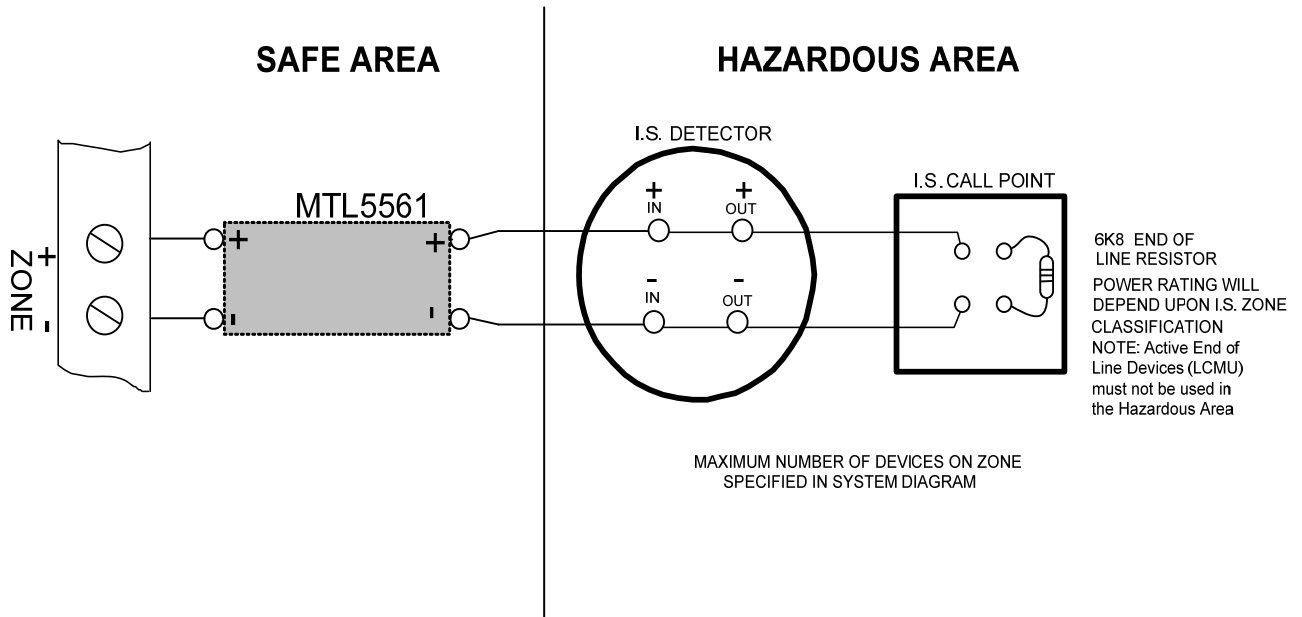 SAFE AREA
HAZARDOUS AREA
I.S. DETECTOR
I.S. CALL POINT
MTL5561
+ +
IN OUT
- -
IN OUT
+ +
- -
+
ZONE
-
6K8 END OF
LINE RESISTOR
POWER RATING WILL
DEPEND UPON I.S. ZONE
CLASSIFICATION
NOTE: Active End of
Line Devices (LCMU)
must not be used in
the Hazardous Area
MAXIMUM NUMBER OF DEVICES ON ZONE
SPECIFIED IN SYSTEM DIAGRAM